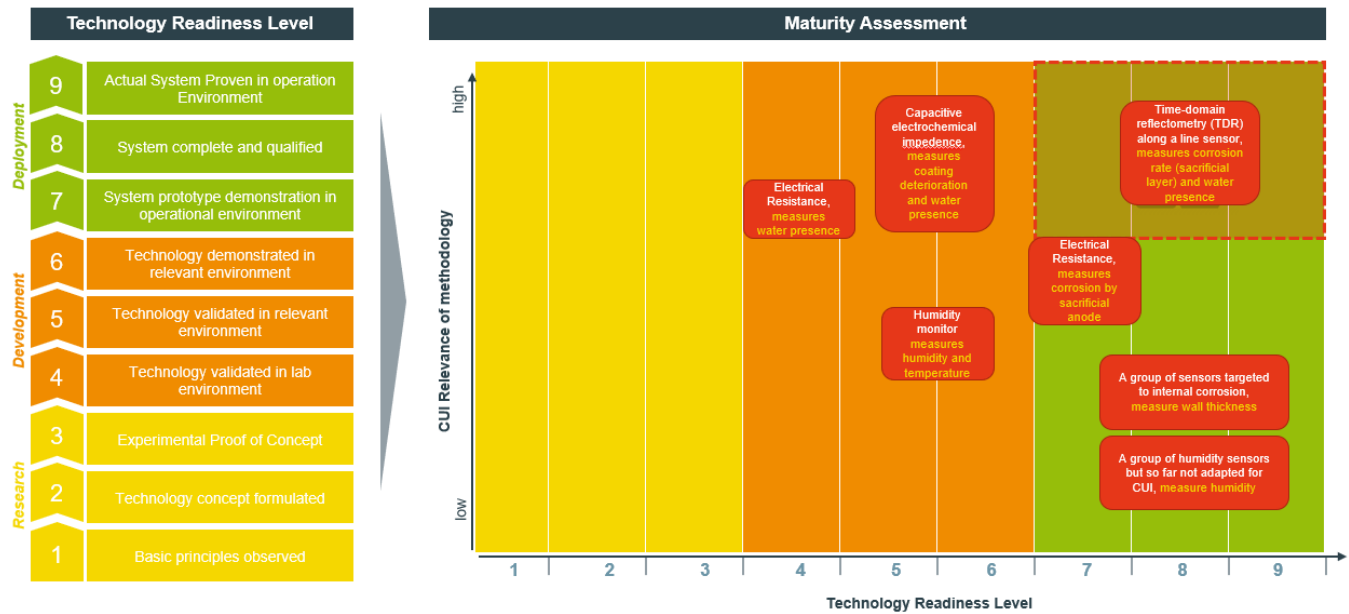 Technology Readiness Level
Deployment
Development
Research
9
Actual System Proven in operation
Environment
8
System complete and qualified
7
System prototype demonstration in
operational environment
6
Technology demonstrated in
relevant environment
5
Technology validated in relevant
environment
4
Technology validated in lab
environment
3
Experimental Proof of Concept
2
Technology concept formulated
1
Basic principles observed
Maturity Assessment
high
CUI Relevance of methodology
low
Capacitive
electrochemical
impedence,
measures
coating
deterioration
and water
presence
Time-domain
reflectometry (TDR)
along a line sensor,
measures corrosion
rate (sacrificial
layer) and water
presence
Electrical
Resistance,
measures
water presence
Electrical
Resistance,
measures
corrosion by
sacrificial
anode
Humidity
monitor
measures
humidity and
temperature
A group of sensors targeted
to internal corrosion,
measure wall thickness
A group of humidity sensors
but so far not adapted for
CUI, measure humidity
1 2 3 4 5 6 7 8 9
Technology Readiness Level